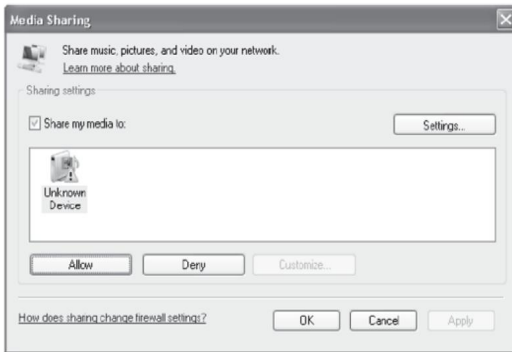 Media Sharing
Share music, pictures, and video on your network.
Learn more about sharing.
Sharing settings
Share my media to:
Settings...
Unknown
Device
Allow
Deny
Customize...
How does sharing change firewall settings?
OK
Cancel
Apply